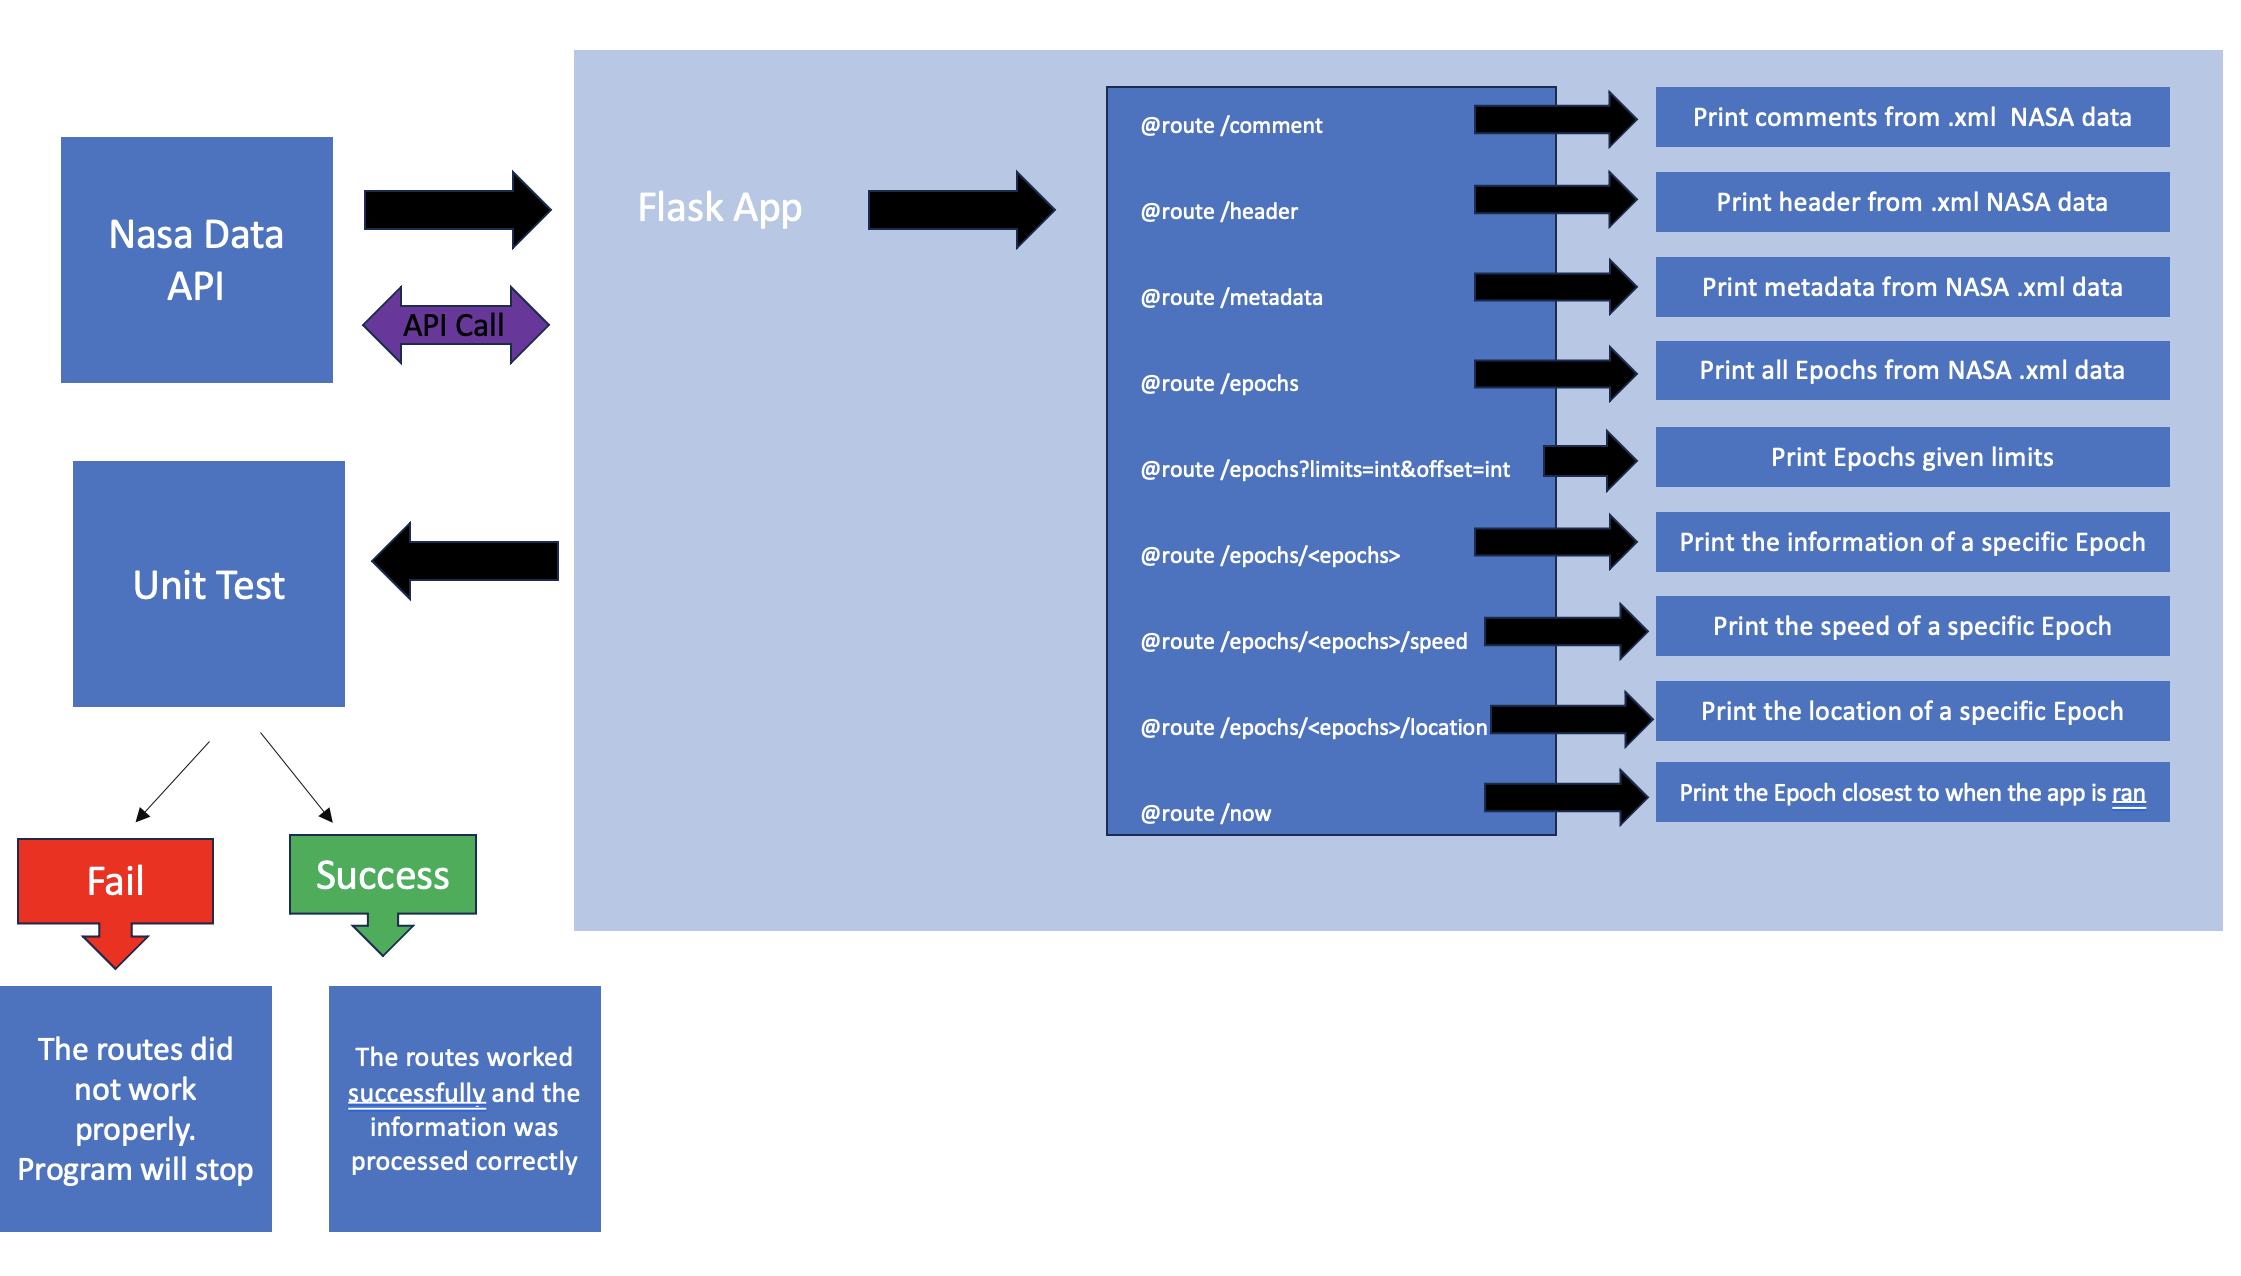 Nasa Data
API
API Call
Flask App
@route /comment
Print comments from .xml  NASA data
@route /header
Print header from .xml NASA data
@route /metadata
Print metadata from NASA .xml data
@route /epochs
Print all Epochs from NASA .xml data
@route /epochs?limits=int&offset=int
Print Epochs given limits
@route /epochs/<epochs>
Print the information of a specific Epoch
@route /epochs/<epochs>/speed
Print the speed of a specific Epoch
@route /epochs/<epochs>/location
Print the location of a specific Epoch
@route /now
Print the Epoch closest to when the app is ran
Unit Test
Fail
Success
The routes did
not work
properly.
Program will stop
The routes worked
successfully and the
information was
processed correctly